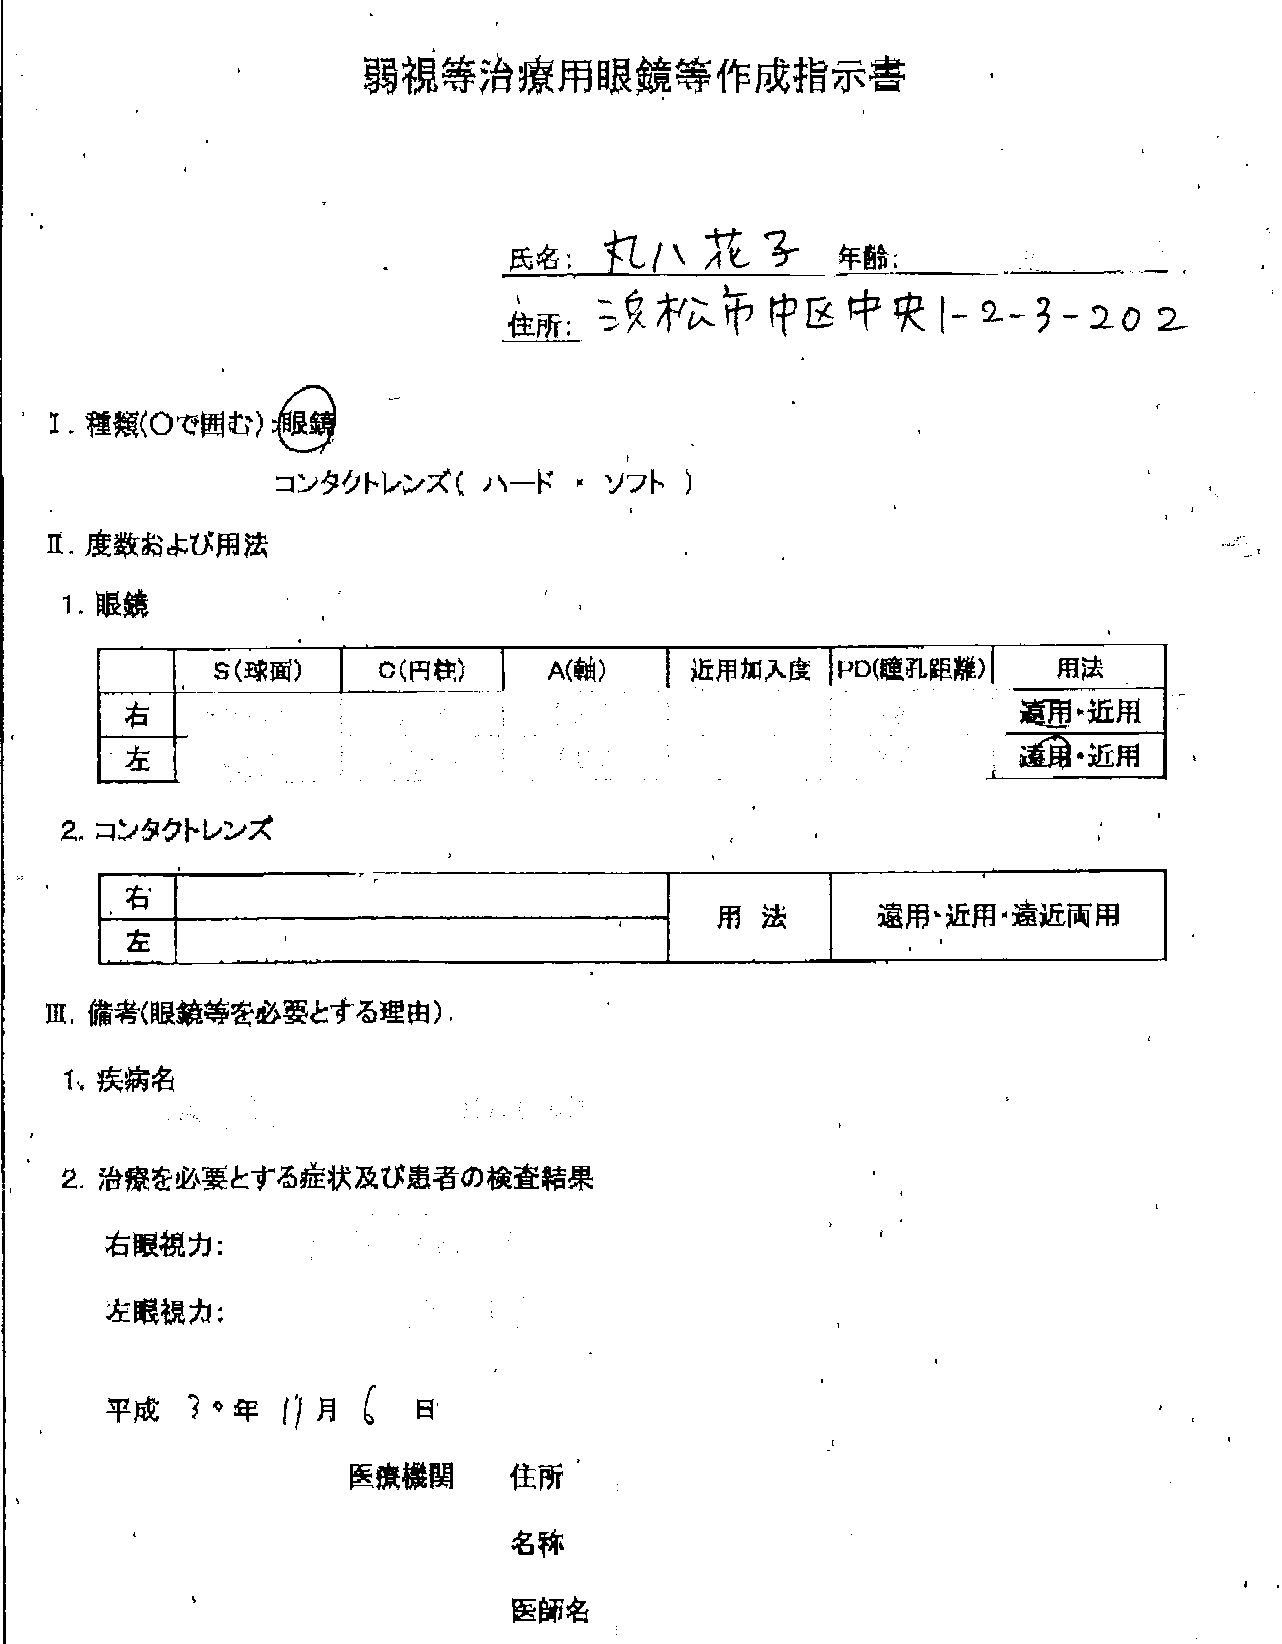 弱視等治療用眼鏡等作成指示書
氏名: 丸八花子 年齢:
住所: 浜松市中区中央1-2-3-202
Ⅰ. 種類(○で囲む):眼鏡
コンタクトレンズ( ハード ・ ソフト )
Ⅱ. 度数および用法
1. 眼鏡
S(球面) C(円柱) A(軸) 近用加入度 PD(瞳孔距離) 用法
右 遠用・近用
左 遠用・近用
2. コンタクトレンズ
右
用法 遠用・近用・遠近両用
左
Ⅲ. 備考(眼鏡等を必要とする理由).
1. 疾病名
2. 治療を必要とする症状及び患者の検査結果
右眼視力:
左眼視力:
平成 30年 11月 6 日
医療機関 住所
名称
医師名